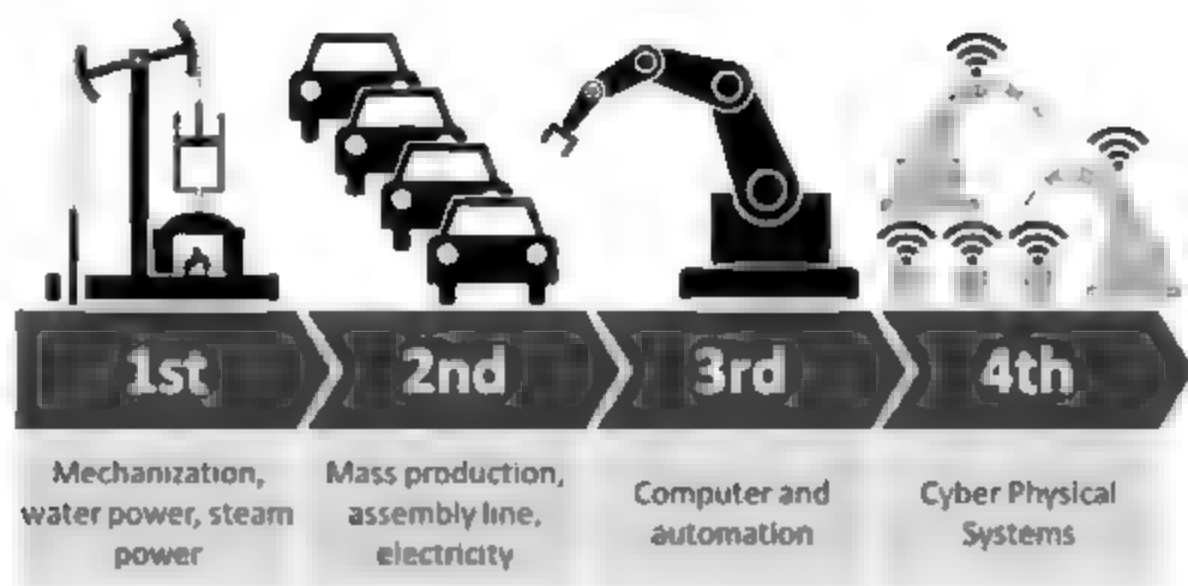 1st
2nd
3rd
4th
Mechanization,
water power, steam
power
Mass production,
assembly line,
electricity
Computer and
automation
Cyber Physical
Systems